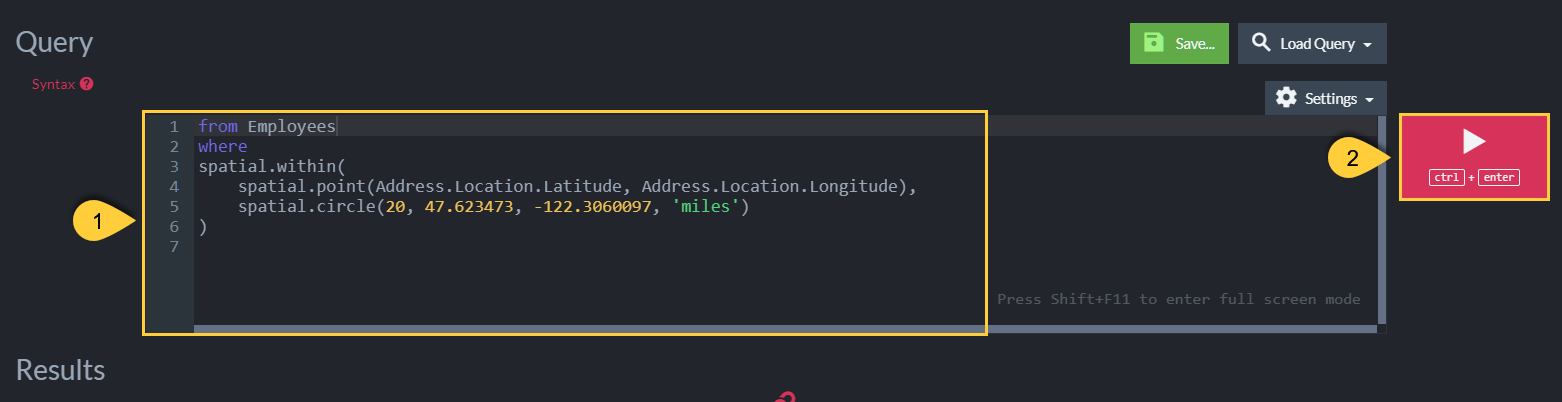 Query
Save...
Load Query
Syntax
Settings
1 from Employees
2 where
3 spatial.within(
4     spatial.point(Address.Location.Latitude, Address.Location.Longitude),
5     spatial.circle(20, 47.623473, -122.3060097, 'miles')
6 )
7
1
2
ctrl + enter
Press Shift+F11 to enter full screen mode
Results